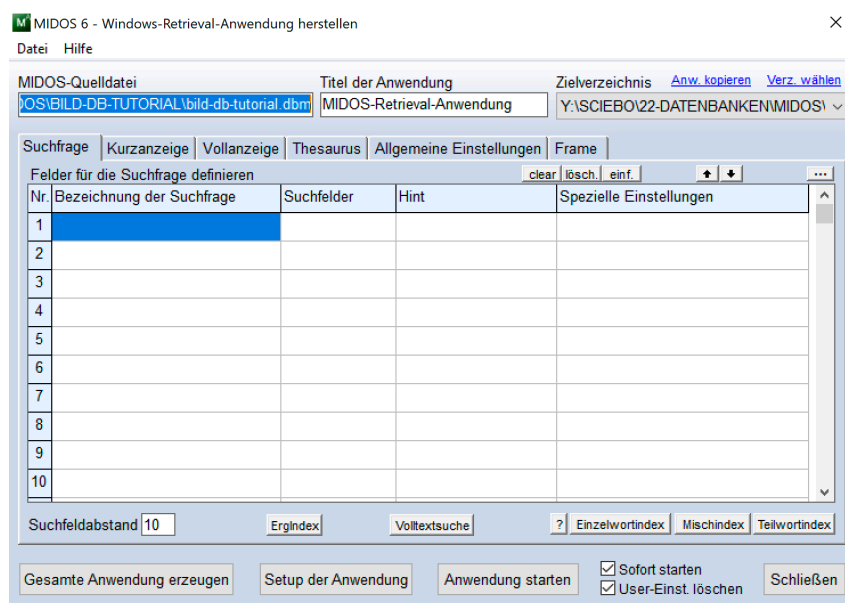 MIDOS 6 - Windows-Retrieval-Anwendung herstellen
Datei Hilfe
MIDOS-Quelldatei Titel der Anwendung Zielverzeichnis Anw. kopieren Verz. wählen
OS\BILD-DB-TUTORIAL\bild-db-tutorial.dbm MIDOS-Retrieval-Anwendung Y:\SCIEBO\22-DATENBANKEN\MIDOS\
Suchfrage Kurzanzeige Vollanzeige Thesaurus Allgemeine Einstellungen Frame
Felder für die Suchfrage definieren clear lösch. einf. ...
Nr. Bezeichnung der Suchfrage Suchfelder Hint Spezielle Einstellungen
1
2
3
4
5
6
7
8
9
10
Suchfeldabstand 10 ErgIndex Volltextsuche ? Einzelwortindex Mischindex Teilwortindex
Gesamte Anwendung erzeugen Setup der Anwendung Anwendung starten Sofort starten Schließen
User-Einst. löschen